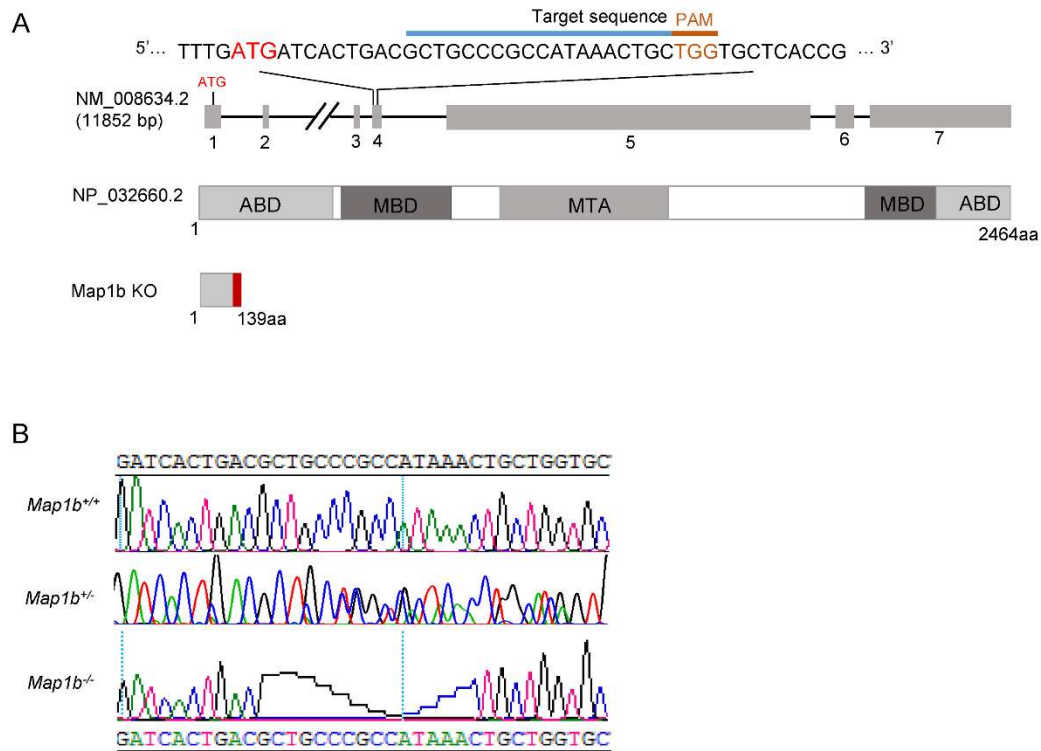 A
Target sequence PAM
5’... TTTGATGATCACTGACGCTGCCCGCCATAAACTGCTGGTGCTCACCG ... 3’
ATG
NM_008634.2
(11852 bp)
1 2 3 4 5 6 7
NP_032660.2
ABD MBD MTA MBD ABD
1 2464aa
Map1b KO
1 139aa
B
GATCACTGACGCTGCCCGCCATAAACTGCTGGTGC
Map1b+/+
Map1b+/-
Map1b-/-
GATCACTGACGCTGCCCGCCATAAACTGCTGGTGC